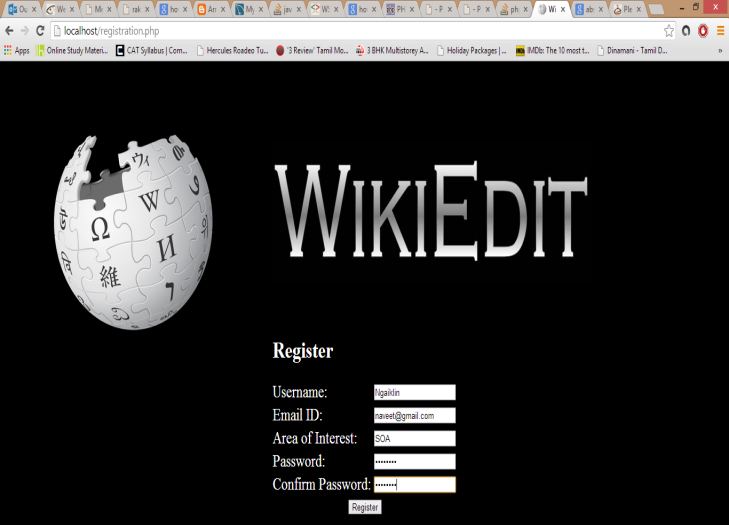 Ou
We
Mi
rak
ho
An
My
jav
WS
ho
PH
- P
- P
ph
Wi
ab
Ple
localhost/registration.php
Apps Online Study Materi... CAT Syllabus | Com... Hercules Roadeo Tu... '3 Review' Tamil Mo... 3 BHK Multistorey A... Holiday Packages | ... IMDb: The 10 most t... Dinamani - Tamil D... »
WIKIEDIT
ウィ
W
Ω
И
維
Register
Username: Ngaiklin
Email ID: naveet@gmail.com
Area of Interest: SOA
Password: ••••••••
Confirm Password: ••••••••
Register